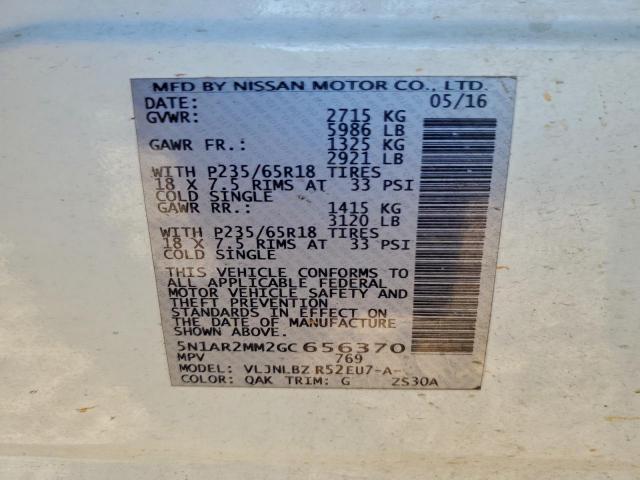 MFD BY NISSAN MOTOR CO., LTD.
DATE: 05/16
GVWR: 2715 KG
5986 LB
GAWR FR.: 1325 KG
2921 LB
WITH P235/65R18 TIRES
18 X 7.5 RIMS AT 33 PSI
COLD SINGLE
GAWR RR.: 1415 KG
3120 LB
WITH P235/65R18 TIRES
18 X 7.5 RIMS AT 33 PSI
COLD SINGLE
THIS VEHICLE CONFORMS TO
ALL APPLICABLE FEDERAL
MOTOR VEHICLE SAFETY AND
THEFT PREVENTION
STANDARDS IN EFFECT ON
THE DATE OF MANUFACTURE
SHOWN ABOVE.
5N1AR2MM2GC656370
MPV 769
MODEL: VLJNLBZ R52EU7-A-
COLOR: QAK TRIM: G ZS30A